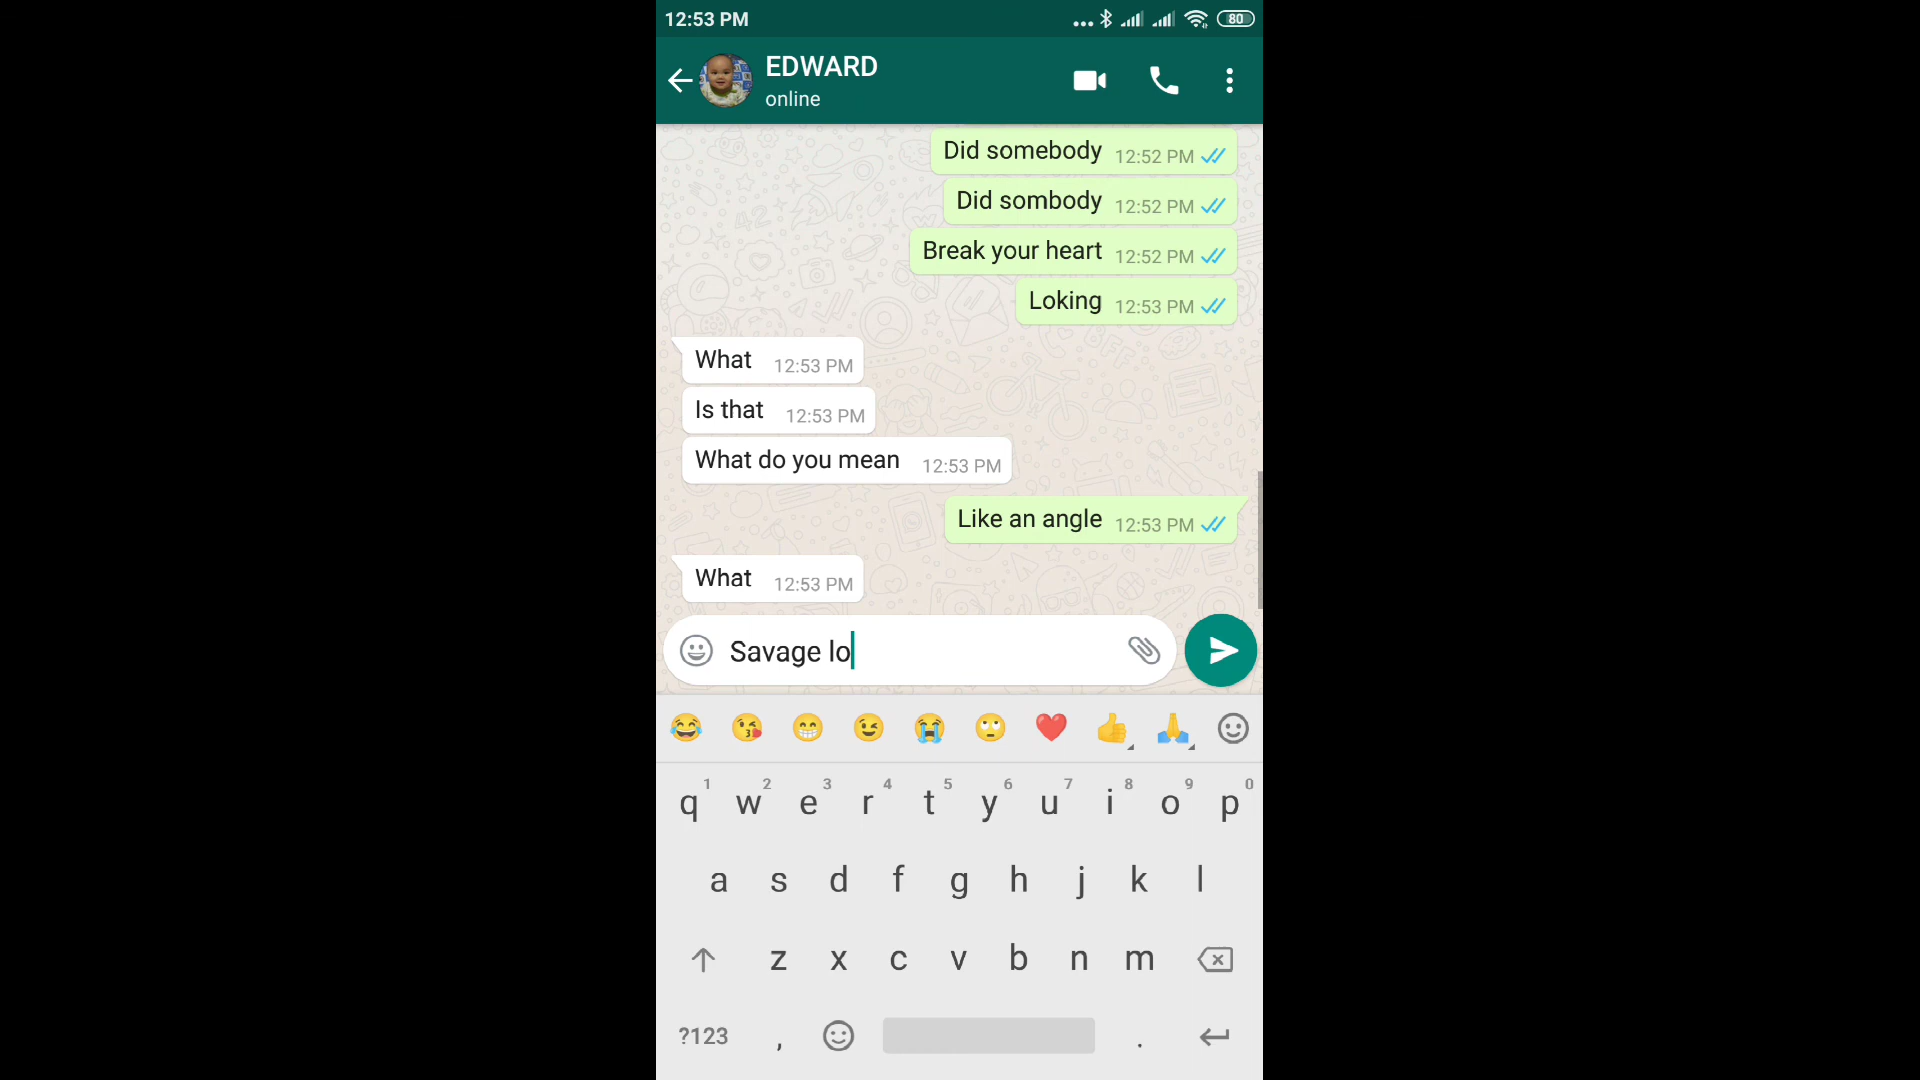 12:53 PM
80
EDWARD
online
Did somebody 12:52 PM
Did sombody 12:52 PM
Break your heart 12:52 PM
Loking 12:53 PM
What 12:53 PM
Is that 12:53 PM
What do you mean 12:53 PM
Like an angle 12:53 PM
What 12:53 PM
Savage lo
1 2 3 4 5 6 7 8 9 0
q w e r t y u i o p
a s d f g h j k l
z x c v b n m
?123 , .